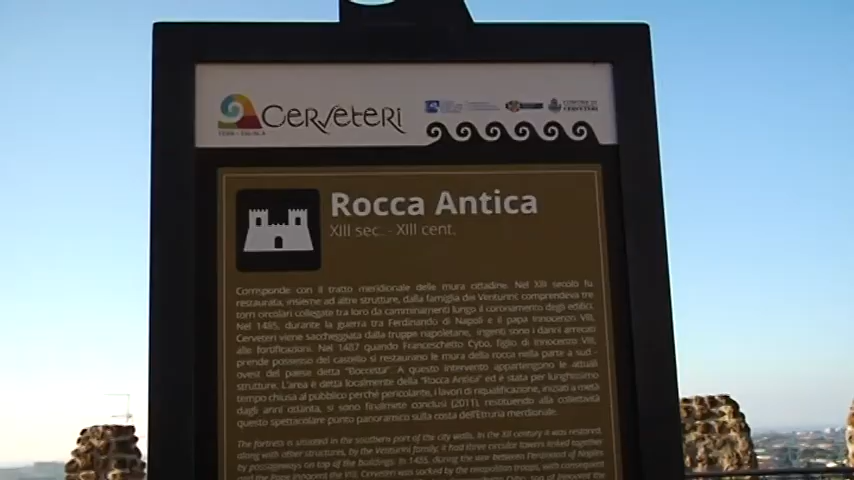 Cerveteri
COMUNE DI
CERVETERI
Rocca Antica
XIII sec. - XIII cent.
Corrisponde con il tratto meridionale delle mura cittadine. Nel XIII secolo fu
restaurata, insieme ad altre strutture, dalla famiglia dei Venturini; comprendeva tre
torri circolari collegate tra loro da camminamenti lungo il coronamento degli edifici.
Nel 1485, durante la guerra tra Ferdinando di Napoli e il papa Innocenzo VIII,
Cerveteri viene saccheggiata dalla truppe napoletane, ingenti sono i danni arrecati
alle fortificazioni. Nel 1487 quando Franceschetto Cybo, figlio di Innocenzo VIII,
prende possesso del castello si restaurano le mura della rocca nella parte a sud -
ovest del paese detta "Boccetta". A questo intervento appartengono le attuali
strutture. L'area è detta localmente della "Rocca Antica" ed è stata per lunghissimo
tempo chiusa al pubblico perché pericolante, i lavori di riqualificazione, iniziati a metà
dagli anni ottanta, si sono finalmente conclusi (2011), restituendo alla collettività
questo spettacolare punto panoramico sulla costa dell'Etruria meridionale.
The fortress is situated in the southern part of the city walls. In the XIII century it was restored,
along with other structures, by the Venturini family; it had three circular towers linked together
by passageways on top of the buildings. In 1485, during the war between Ferdinand of Naples
and the Pope Innocent the VIII, Cerveteri was sacked by the neapolitan troops, with consequent